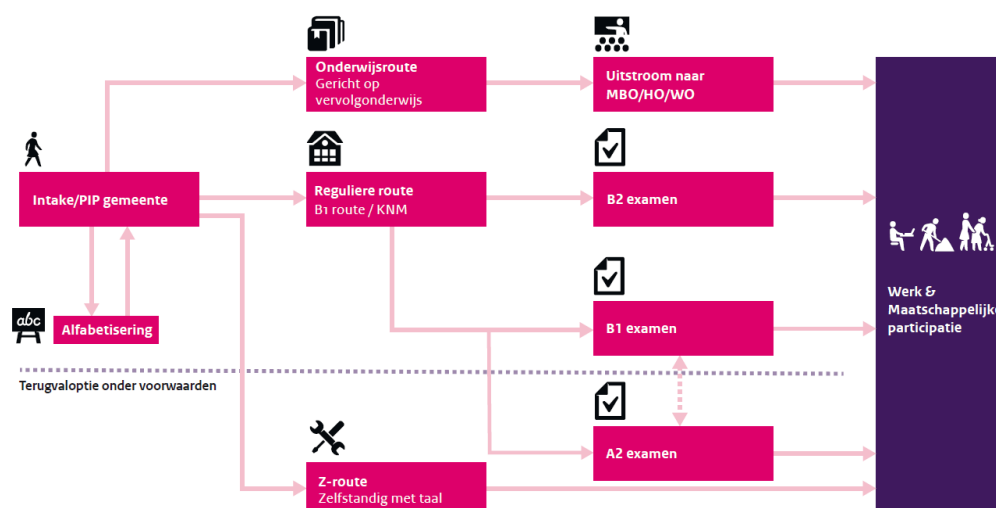 Onderwijsroute
Gericht op
vervolgonderwijs
Uitstroom naar
MBO/HO/WO
Intake/PIP gemeente
Reguliere route
B1 route / KNM
B2 examen
abc
Alfabetisering
B1 examen
Werk &
Maatschappelijke
participatie
Terugvaloptie onder voorwaarden
A2 examen
Z-route
Zelfstandig met taal